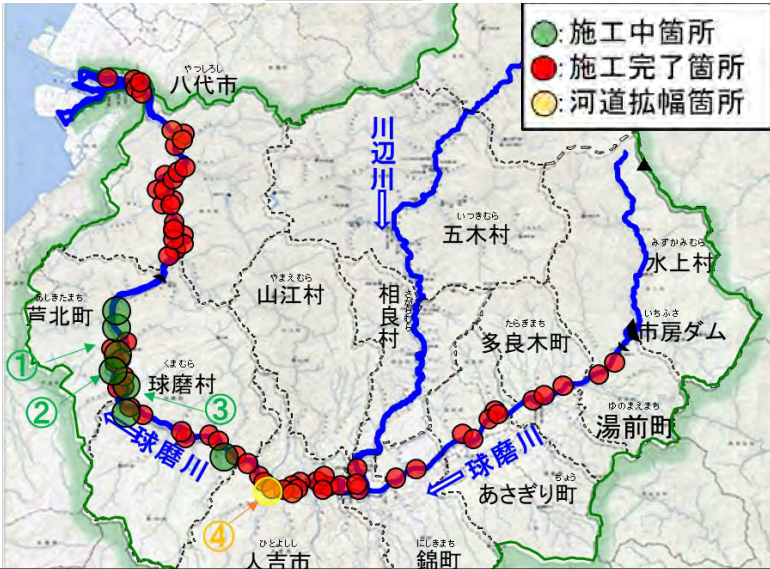 ●:施工中箇所
●:施工完了箇所
●:河道拡幅箇所
やつしろし
八代市
川辺川
⇩
いつきむら
五木村
みずかみむら
水上村
あしきたまち
芦北町
やまえむら
山江村
さがらむら
相良村
たらぎまち
多良木町
いちふさ
市房ダム
①
②
くまむら
球磨村
③
ゆのまえまち
湯前町
⇦球磨川
⇦球磨川
ちょう
あさぎり町
④
ひとよしし
人吉市
にしきまち
錦町